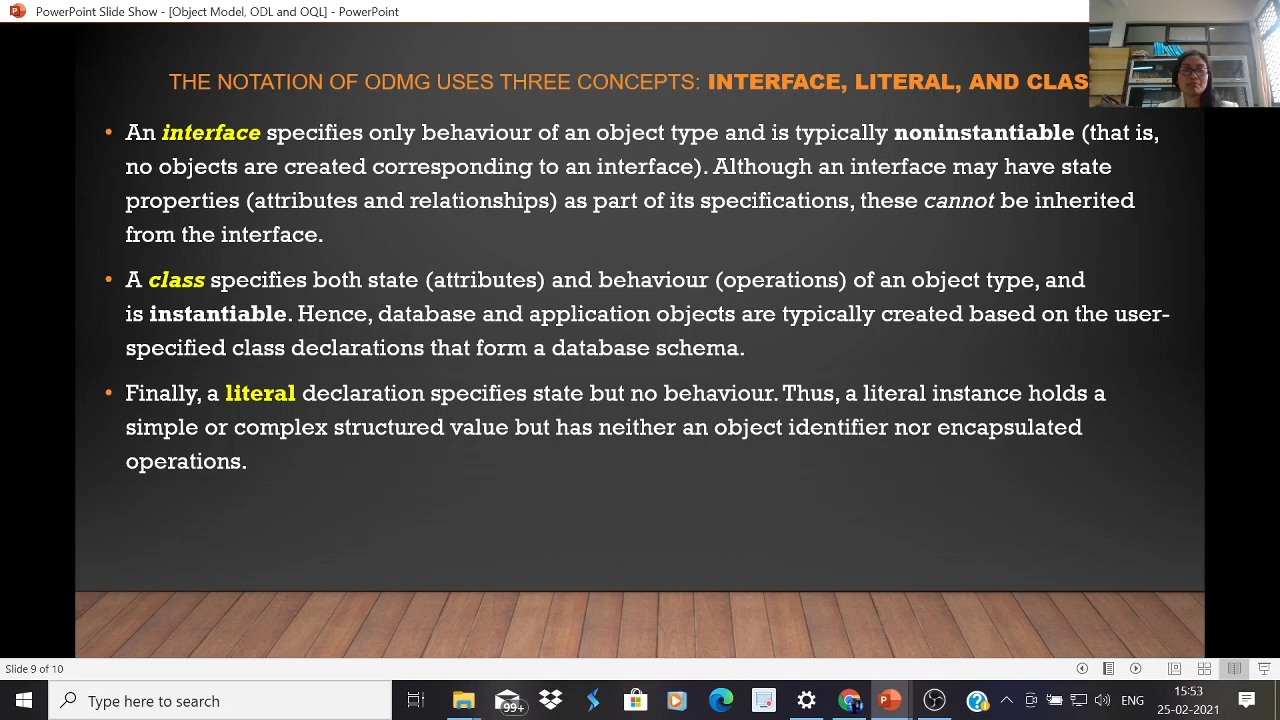 PowerPoint Slide Show - [Object Model, ODL and OQL] - PowerPoint
THE NOTATION OF ODMG USES THREE CONCEPTS: INTERFACE, LITERAL, AND CLAS
• An interface specifies only behaviour of an object type and is typically noninstantiable (that is,
no objects are created corresponding to an interface). Although an interface may have state
properties (attributes and relationships) as part of its specifications, these cannot be inherited
from the interface.
• A class specifies both state (attributes) and behaviour (operations) of an object type, and
is instantiable. Hence, database and application objects are typically created based on the user-
specified class declarations that form a database schema.
• Finally, a literal declaration specifies state but no behaviour. Thus, a literal instance holds a
simple or complex structured value but has neither an object identifier nor encapsulated
operations.
Slide 9 of 10
Type here to search
99+
ENG
15:53
25-02-2021